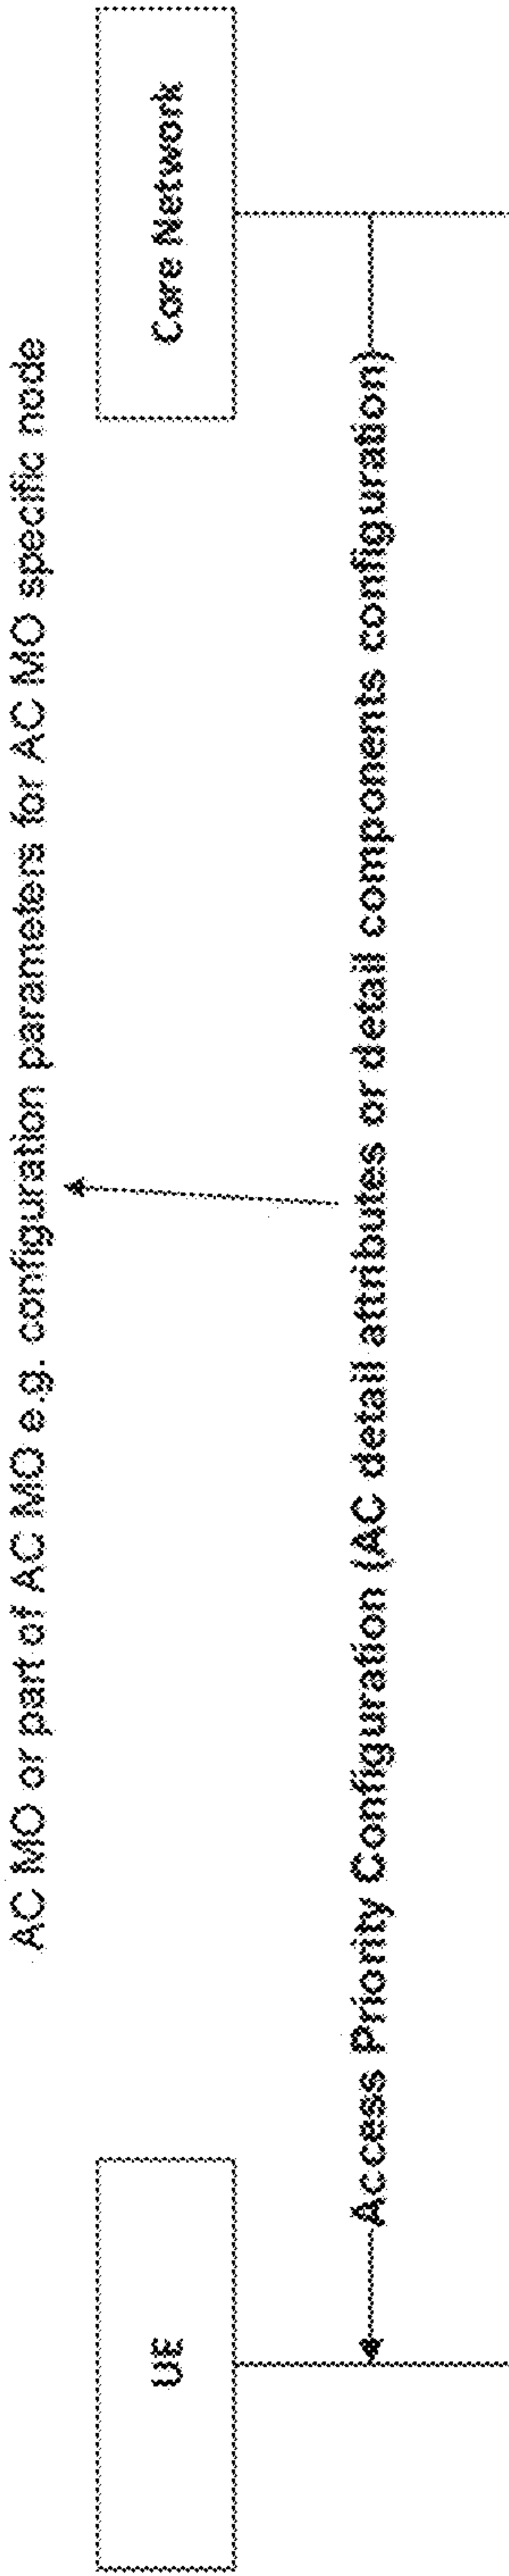 AC MO or part of AC MO e.g. configuration parameters for AC MO specific node
UE
Core Network
Access Priority Configuration (AC detail attributes or detail components configuration)